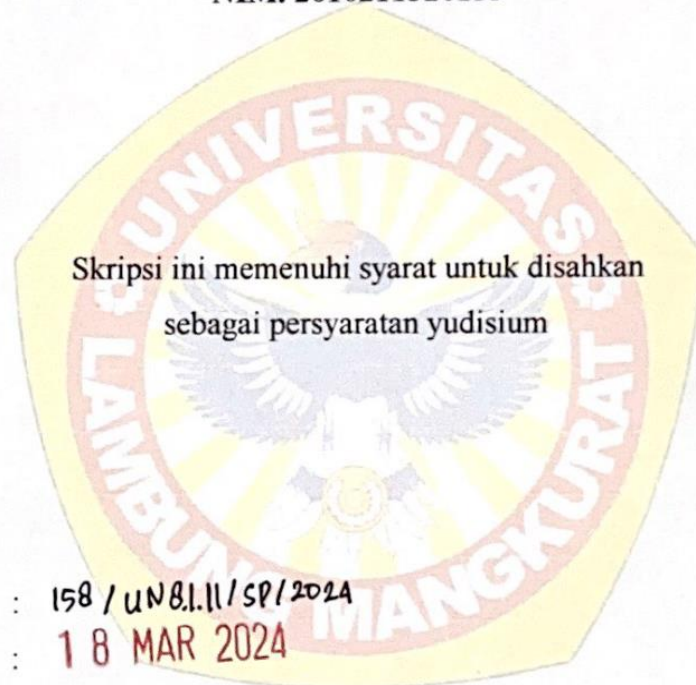 UNIVERSITAS
LAMBUNG MANGKURAT
Skripsi ini memenuhi syarat untuk disahkan
sebagai persyaratan yudisium
: 158 / UN8.1.11/SP/2024
: 18 MAR 2024